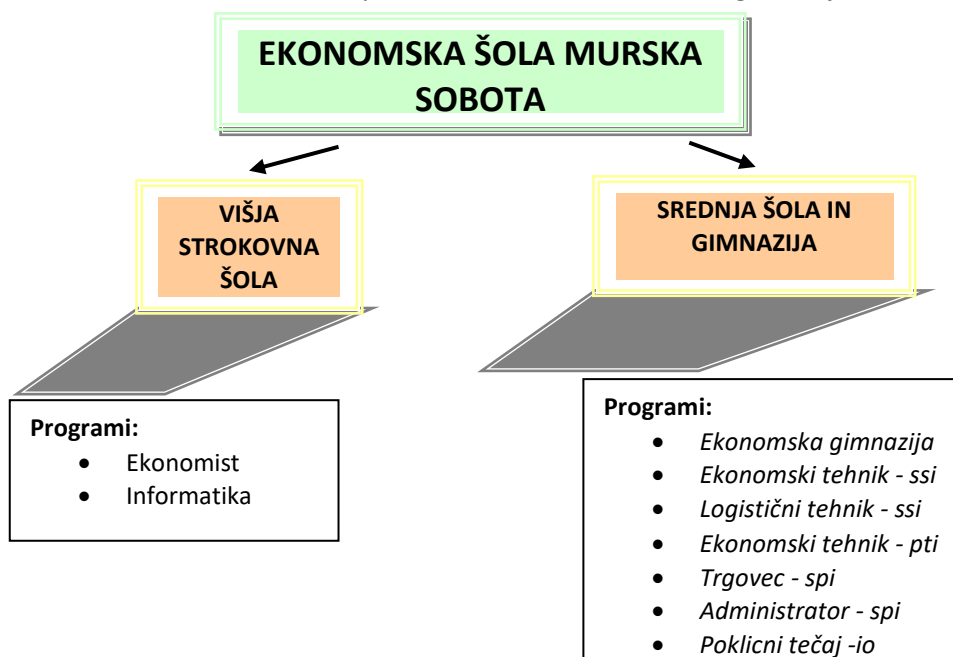 EKONOMSKA ŠOLA MURSKA
SOBOTA
VIŠJA
STROKOVNA
ŠOLA
SREDNJA ŠOLA IN
GIMNAZIJA
Programi:
• Ekonomist
• Informatika
Programi:
• Ekonomska gimnazija
• Ekonomski tehnik - ssi
• Logistični tehnik - ssi
• Ekonomski tehnik - pti
• Trgovec - spi
• Administrator - spi
• Poklicni tečaj -io